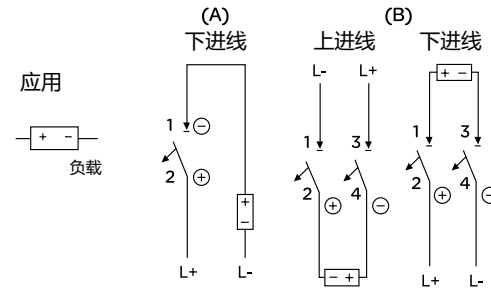 (A)
下进线
(B)
上进线 下进线
应用
+ -
负载
1 -
2 +
+
-
L+ L-
L- L+
1 3
2 + 4 -
- +
+ -
1 3
2 + 4 -
L+ L-